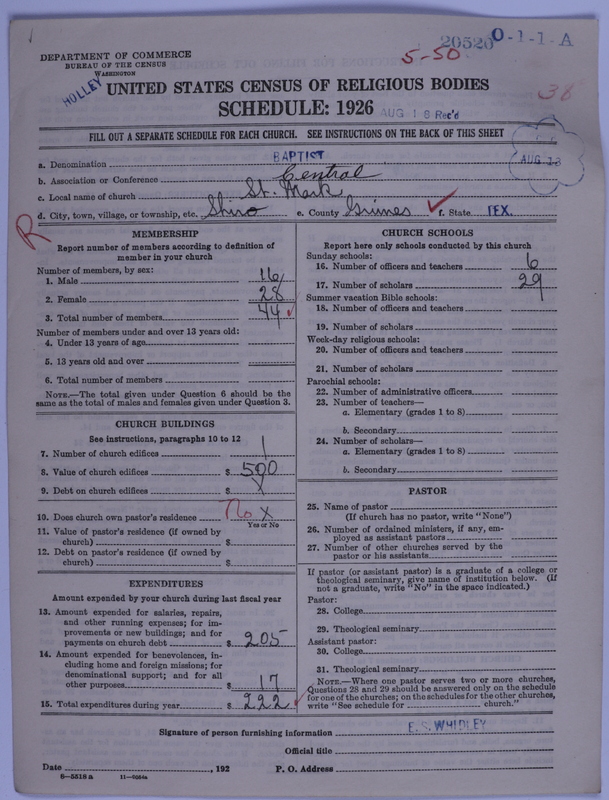 20520 0-1-1-A
5-50
DEPARTMENT OF COMMERCE
BUREAU OF THE CENSUS
WASHINGTON
HOLLEY
UNITED STATES CENSUS OF RELIGIOUS BODIES
36
SCHEDULE: 1926 AUG 18 Rec'd
FILL OUT A SEPARATE SCHEDULE FOR EACH CHURCH. SEE INSTRUCTIONS ON THE BACK OF THIS SHEET
AUG 18
a. Denomination BAPTIST
b. Association or Conference Central
c. Local name of church St. Mark
d. City, town, village, or township, etc. Shiro e. County Grimes f. State TEX.
R
MEMBERSHIP
Report number of members according to definition of
member in your church
Number of members, by sex:
1. Male 16
2. Female 28
3. Total number of members 44
Number of members under and over 13 years old:
4. Under 13 years of age
5. 13 years old and over
6. Total number of members
NOTE.—The total given under Question 6 should be the
same as the total of males and females given under Question 3.
CHURCH BUILDINGS
See instructions, paragraphs 10 to 12
7. Number of church edifices 1
8. Value of church edifices $ 500
9. Debt on church edifices $ X
10. Does church own pastor's residence No X
Yes or No
11. Value of pastor's residence (if owned by
church) $
12. Debt on pastor's residence (if owned by
church) $
EXPENDITURES
Amount expended by your church during last fiscal year
13. Amount expended for salaries, repairs,
and other running expenses; for im-
provements or new buildings; and for
payments on church debt $ 205
14. Amount expended for benevolences, in-
cluding home and foreign missions; for
denominational support; and for all
other purposes $ 17
15. Total expenditures during year $ 222
CHURCH SCHOOLS
Report here only schools conducted by this church
Sunday schools:
16. Number of officers and teachers 6
17. Number of scholars 29
Summer vacation Bible schools:
18. Number of officers and teachers
19. Number of scholars
Week-day religious schools:
20. Number of officers and teachers
21. Number of scholars
Parochial schools:
22. Number of administrative officers
23. Number of teachers—
a. Elementary (grades 1 to 8)
b. Secondary
24. Number of scholars—
a. Elementary (grades 1 to 8)
b. Secondary
PASTOR
25. Name of pastor
(If church has no pastor, write "None")
26. Number of ordained ministers, if any, em-
ployed as assistant pastors
27. Number of other churches served by the
pastor or his assistants
If pastor (or assistant pastor) is a graduate of a college or
theological seminary, give name of institution below. (If
not a graduate, write "No" in the space indicated.)
Pastor:
28. College
29. Theological seminary
Assistant pastor:
30. College
31. Theological seminary
NOTE.—Where one pastor serves two or more churches,
Questions 28 and 29 should be answered only on the schedule
for one of the churches; on the schedules for the other churches,
write "See schedule for church."
Signature of person furnishing information E. S. WHIDLEY
Official title
Date , 192 P. O. Address
6-5518 a